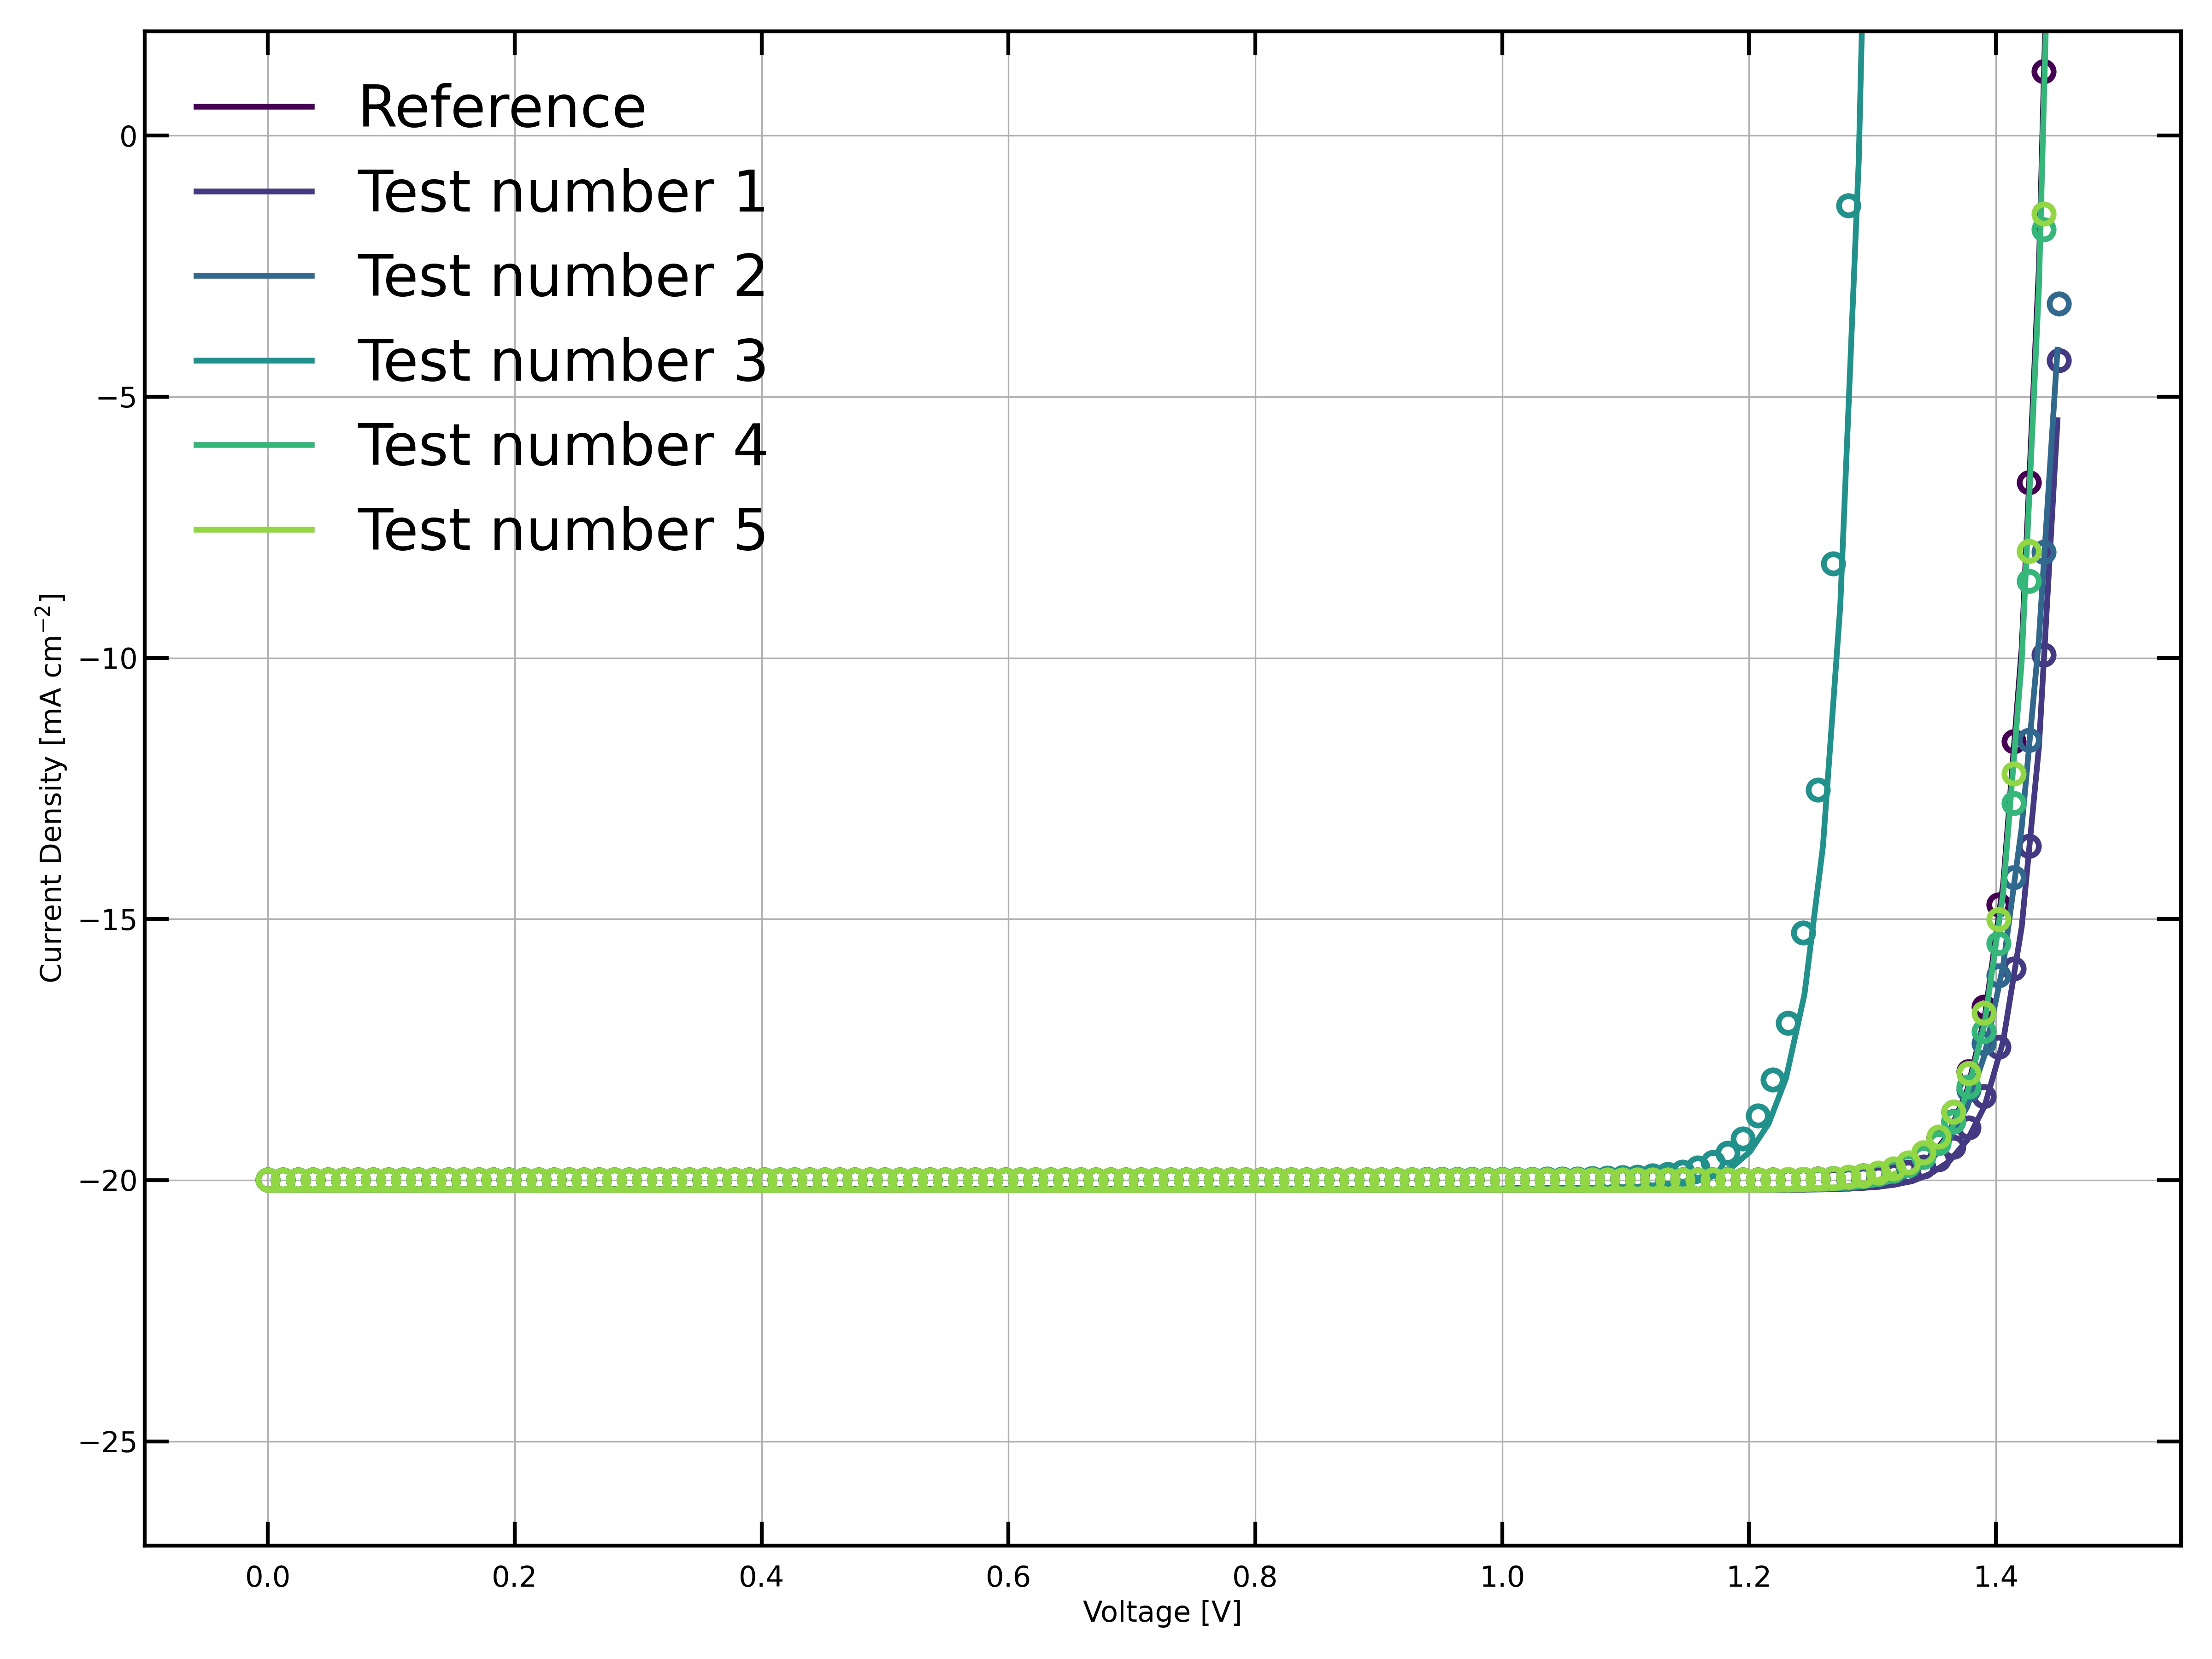 Reference
Test number 1
Test number 2
Test number 3
Test number 4
Test number 5
0
−5
−10
−15
−20
−25
Current Density [mA cm⁻²]
0.0 0.2 0.4 0.6 0.8 1.0 1.2 1.4
Voltage [V]